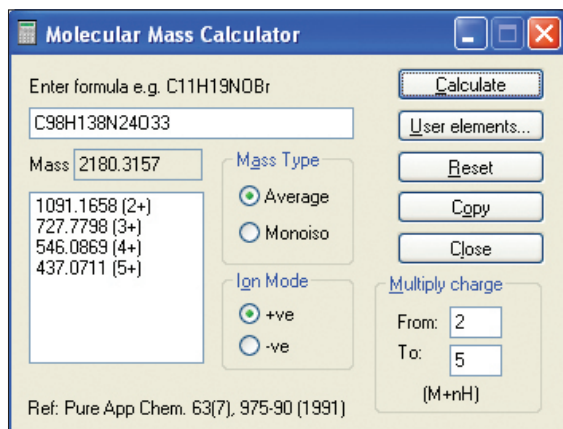 Molecular Mass Calculator
Enter formula e.g. C11H19NOBr
C98H138N24O33
Mass 2180.3157
1091.1658 (2+)
727.7798 (3+)
546.0869 (4+)
437.0711 (5+)
Mass Type
Average
Monoiso
Ion Mode
+ve
-ve
Calculate
User elements...
Reset
Copy
Close
Multiply charge
From: 2
To: 5
(M+nH)
Ref: Pure App Chem. 63(7), 975-90 (1991)